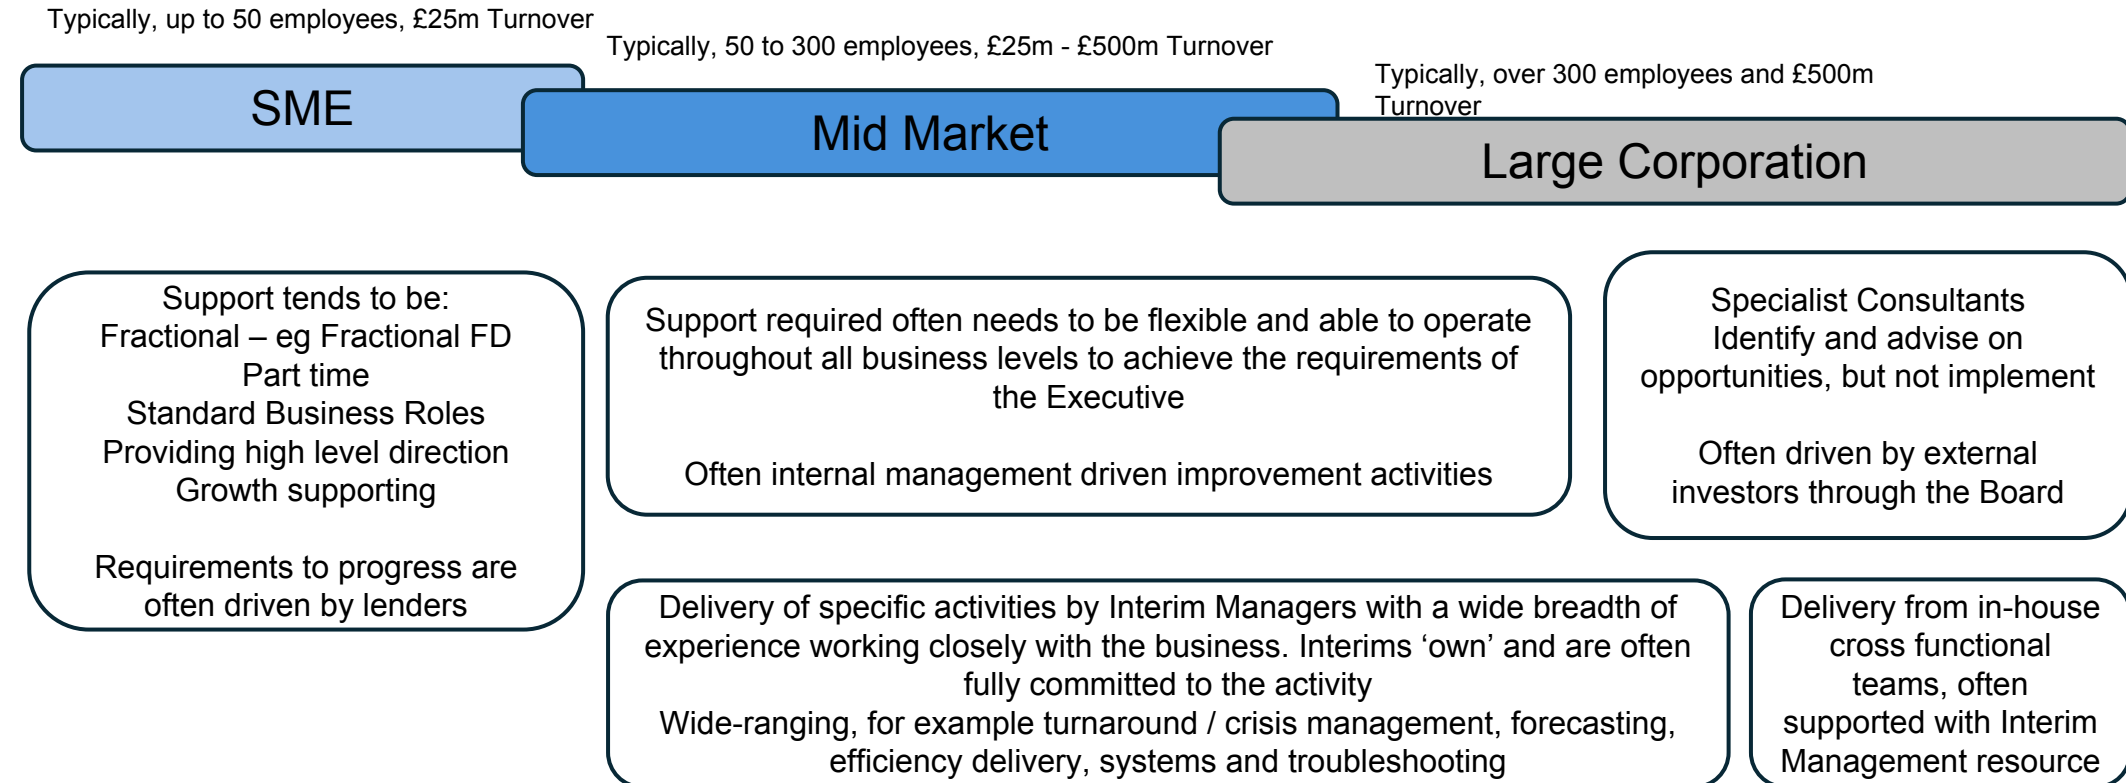 Typically, up to 50 employees, £25m Turnover
Typically, 50 to 300 employees, £25m - £500m Turnover
Typically, over 300 employees and £500m
Turnover
SME
Mid Market
Large Corporation
Support tends to be:
Fractional – eg Fractional FD
Part time
Standard Business Roles
Providing high level direction
Growth supporting
Requirements to progress are
often driven by lenders
Support required often needs to be flexible and able to operate
throughout all business levels to achieve the requirements of
the Executive
Often internal management driven improvement activities
Specialist Consultants
Identify and advise on
opportunities, but not implement
Often driven by external
investors through the Board
Delivery of specific activities by Interim Managers with a wide breadth of
experience working closely with the business. Interims ‘own’ and are often
fully committed to the activity
Wide-ranging, for example turnaround / crisis management, forecasting,
efficiency delivery, systems and troubleshooting
Delivery from in-house
cross functional
teams, often
supported with Interim
Management resource